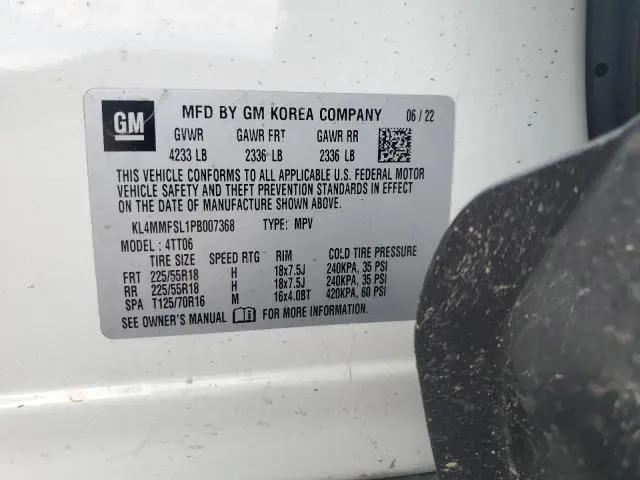 GM MFD BY GM KOREA COMPANY 06 / 22
GVWR GAWR FRT GAWR RR
4233 LB 2336 LB 2336 LB
THIS VEHICLE CONFORMS TO ALL APPLICABLE U.S. FEDERAL MOTOR
VEHICLE SAFETY AND THEFT PREVENTION STANDARDS IN EFFECT
ON THE DATE OF MANUFACTURE SHOWN ABOVE.
KL4MMFSL1PB007368 TYPE: MPV
MODEL : 4TT06
TIRE SIZE SPEED RTG RIM COLD TIRE PRESSURE
FRT 225/55R18 H 18x7.5J 240KPA, 35 PSI
RR 225/55R18 H 18x7.5J 240KPA, 35 PSI
SPA T125/70R16 M 16x4.0BT 420KPA, 60 PSI
SEE OWNER'S MANUAL FOR MORE INFORMATION.